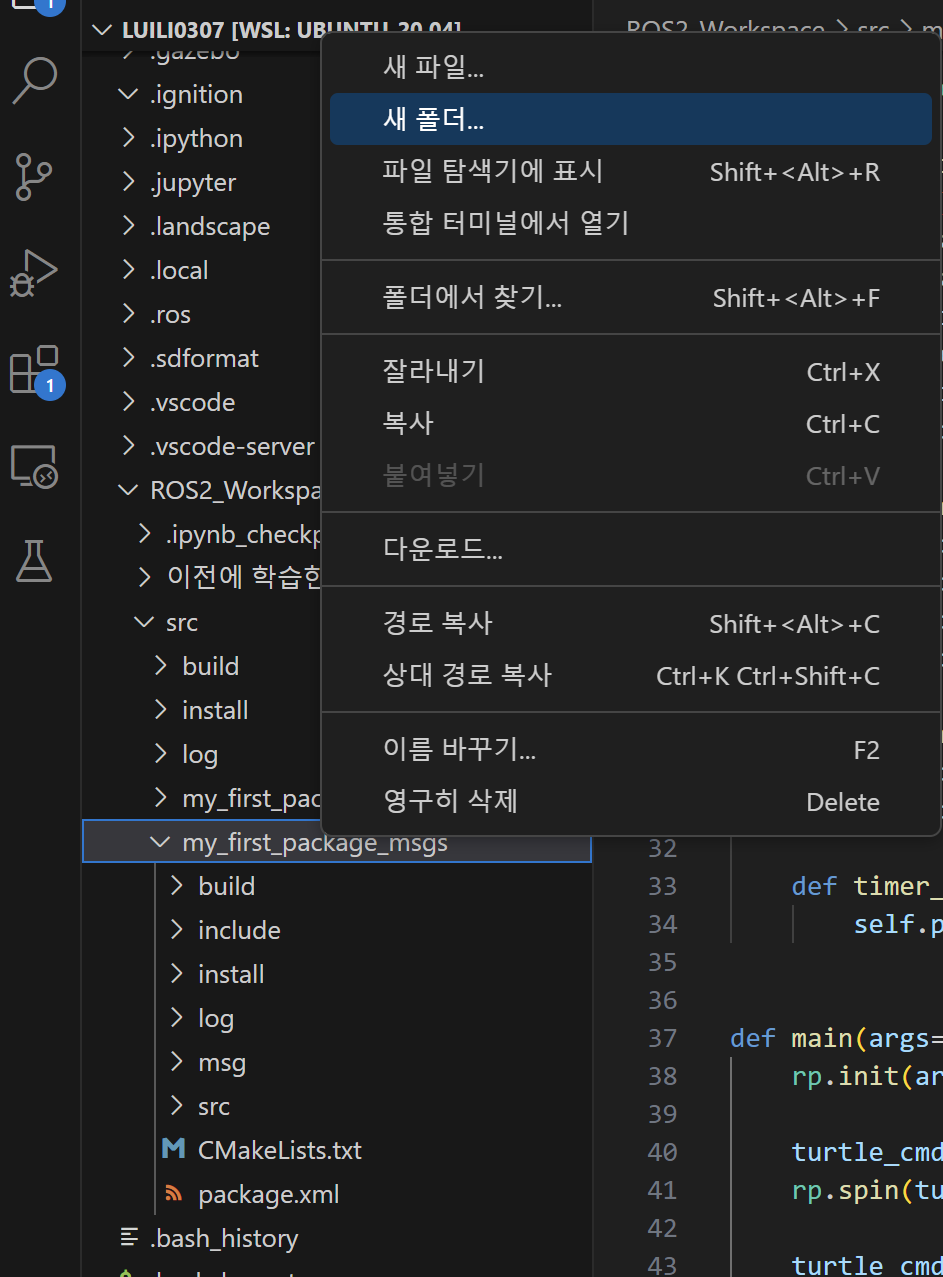 1
LUILI0307 [WSL: UBUNTU-20.04]
ROS2_Workspace > src > m
.gazebo
.ignition
.ipython
.jupyter
.landscape
.local
.ros
.sdformat
.vscode
.vscode-server
ROS2_Workspa
.ipynb_checkp
이전에 학습한
src
build
install
log
my_first_pac
my_first_package_msgs
build
include
install
log
msg
src
CMakeLists.txt
package.xml
.bash_history
1
새 파일...
새 폴더...
파일 탐색기에 표시 Shift+<Alt>+R
통합 터미널에서 열기
폴더에서 찾기... Shift+<Alt>+F
잘라내기 Ctrl+X
복사 Ctrl+C
붙여넣기 Ctrl+V
다운로드...
경로 복사 Shift+<Alt>+C
상대 경로 복사 Ctrl+K Ctrl+Shift+C
이름 바꾸기... F2
영구히 삭제 Delete
32
33 def timer_
34 self.p
35
36
37 def main(args=
38 rp.init(ar
39
40 turtle_cmd
41 rp.spin(tu
42
43 turtle_cmd